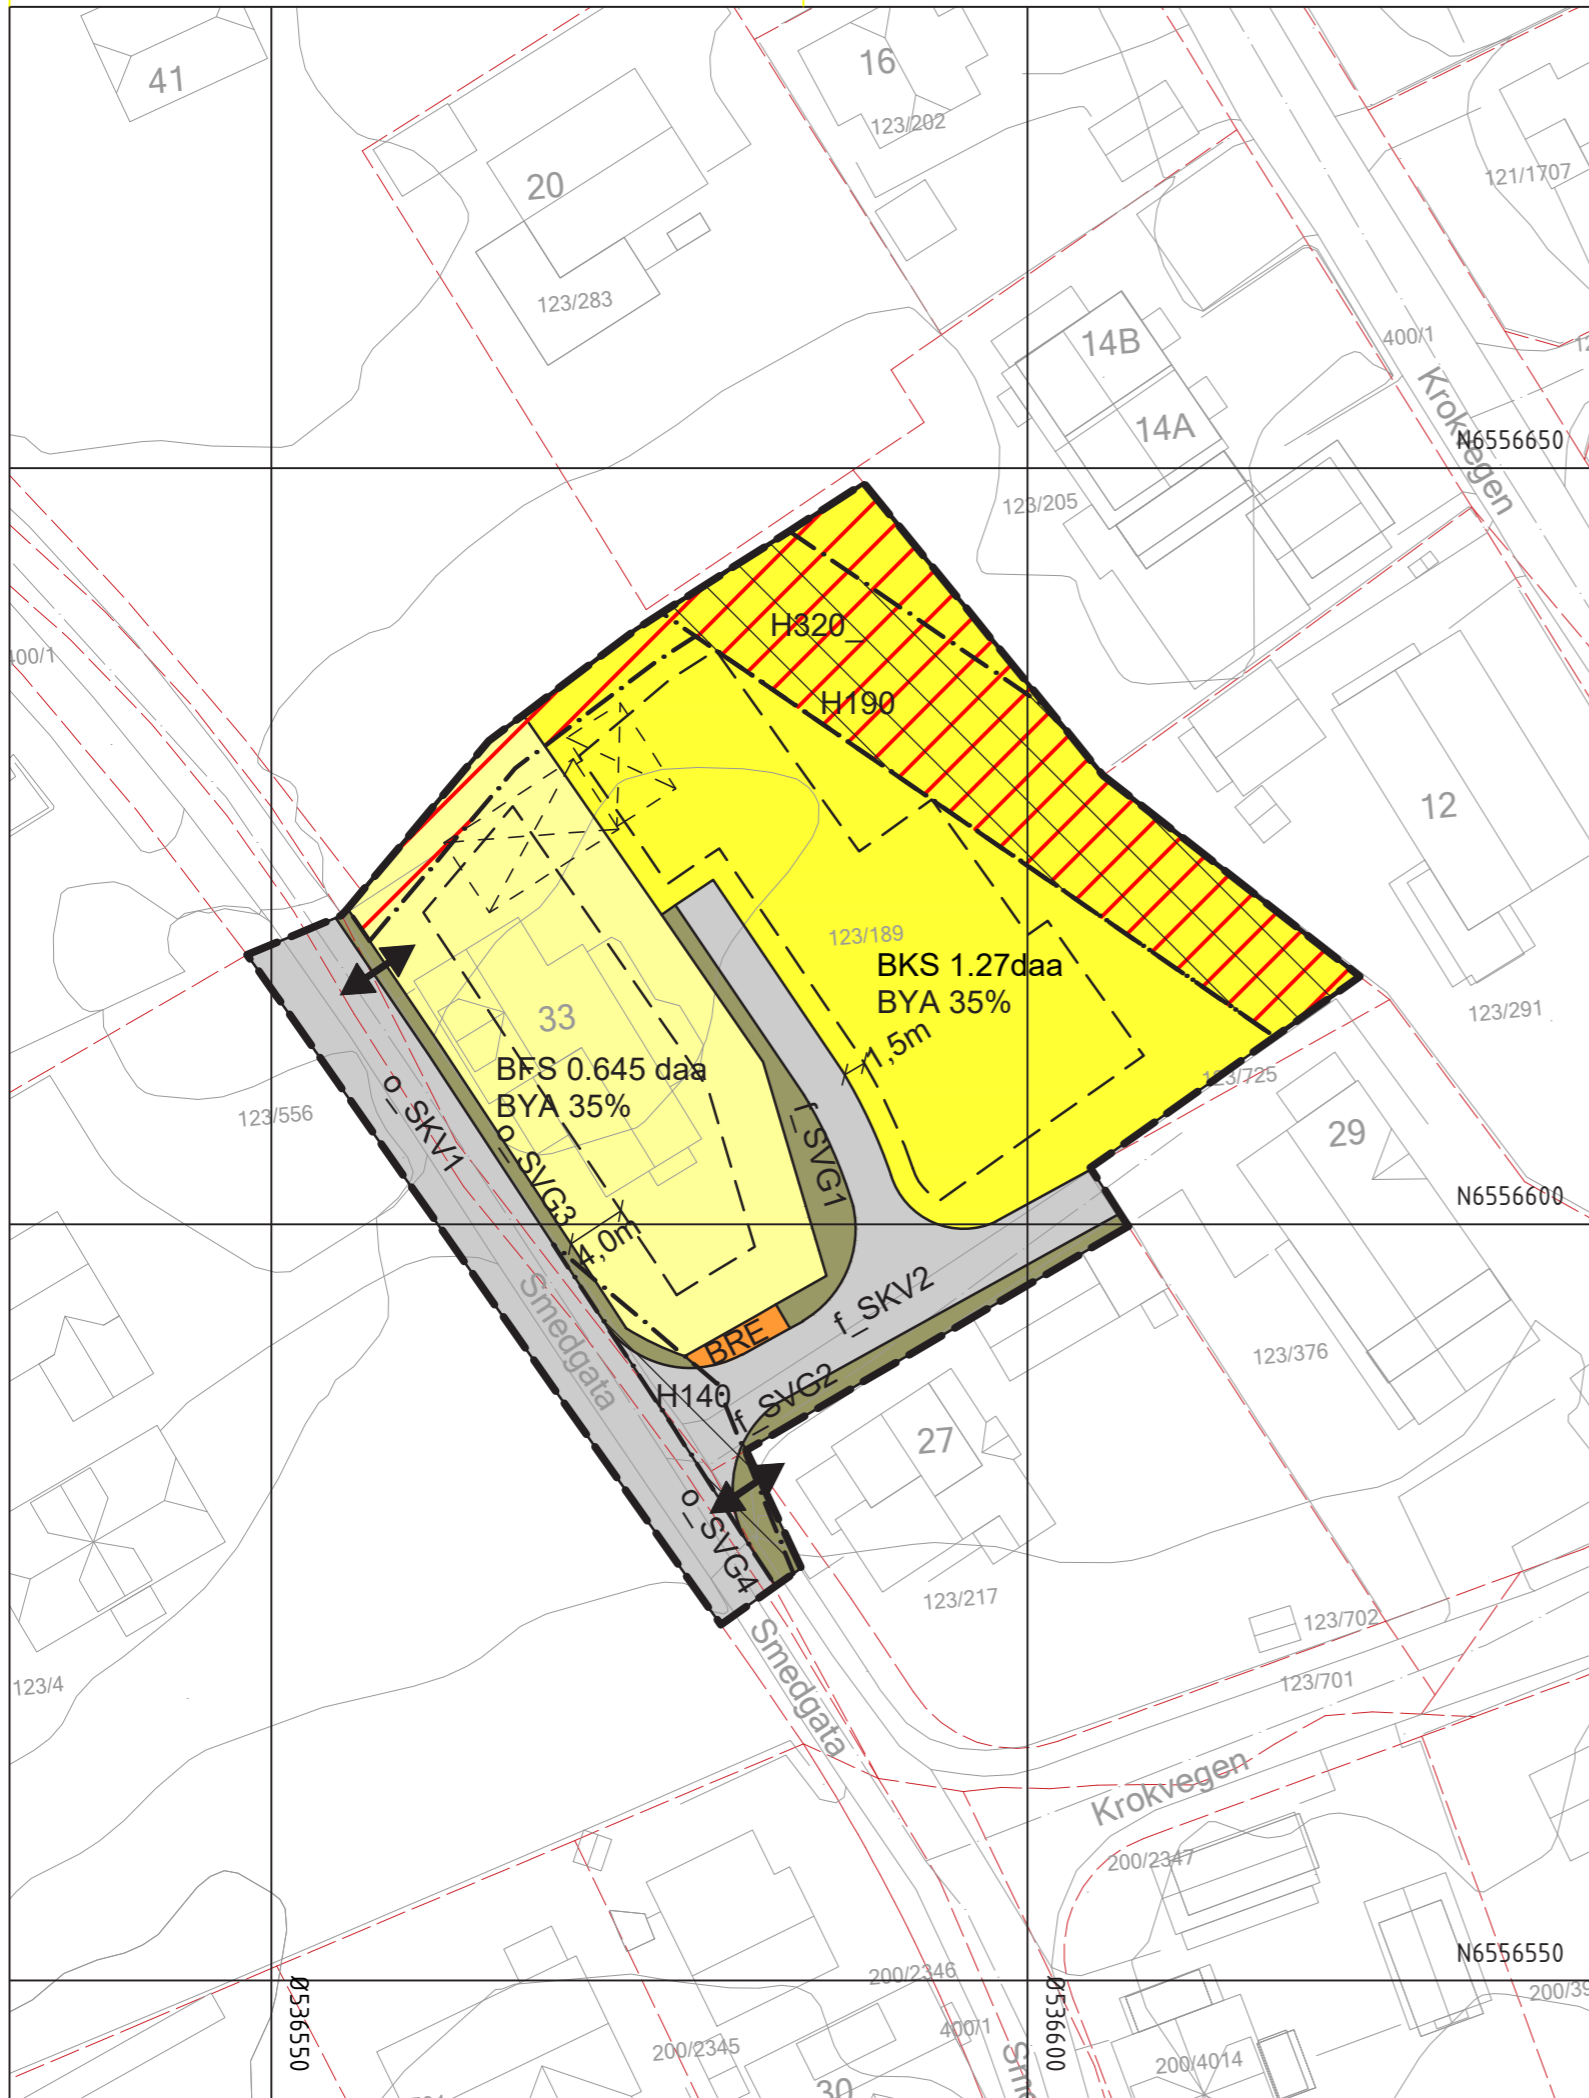 41
16
123/202
20
123/283
121/1707
14B
14A
400/1
Krokvegen
N6556650
123/205
400/1
H320_
H190
12
123/189
BKS 1.27daa
BYA 35%
123/291
33
1,5m
BFS 0.645 daa
BYA 35%
123/725
29
123/556
o_SKV1
o_SVG3
f_SVG1
N6556600
4,0m
Smedgata
f_SKV2
BRE
123/376
H140
f_SVG2
27
o_SVG4
123/217
123/702
123/4
123/701
Smedgata
Krokvegen
200/2347
N6556550
200/2346
Ø536550
Ø536600
400/1
200/2345
200/4014
30